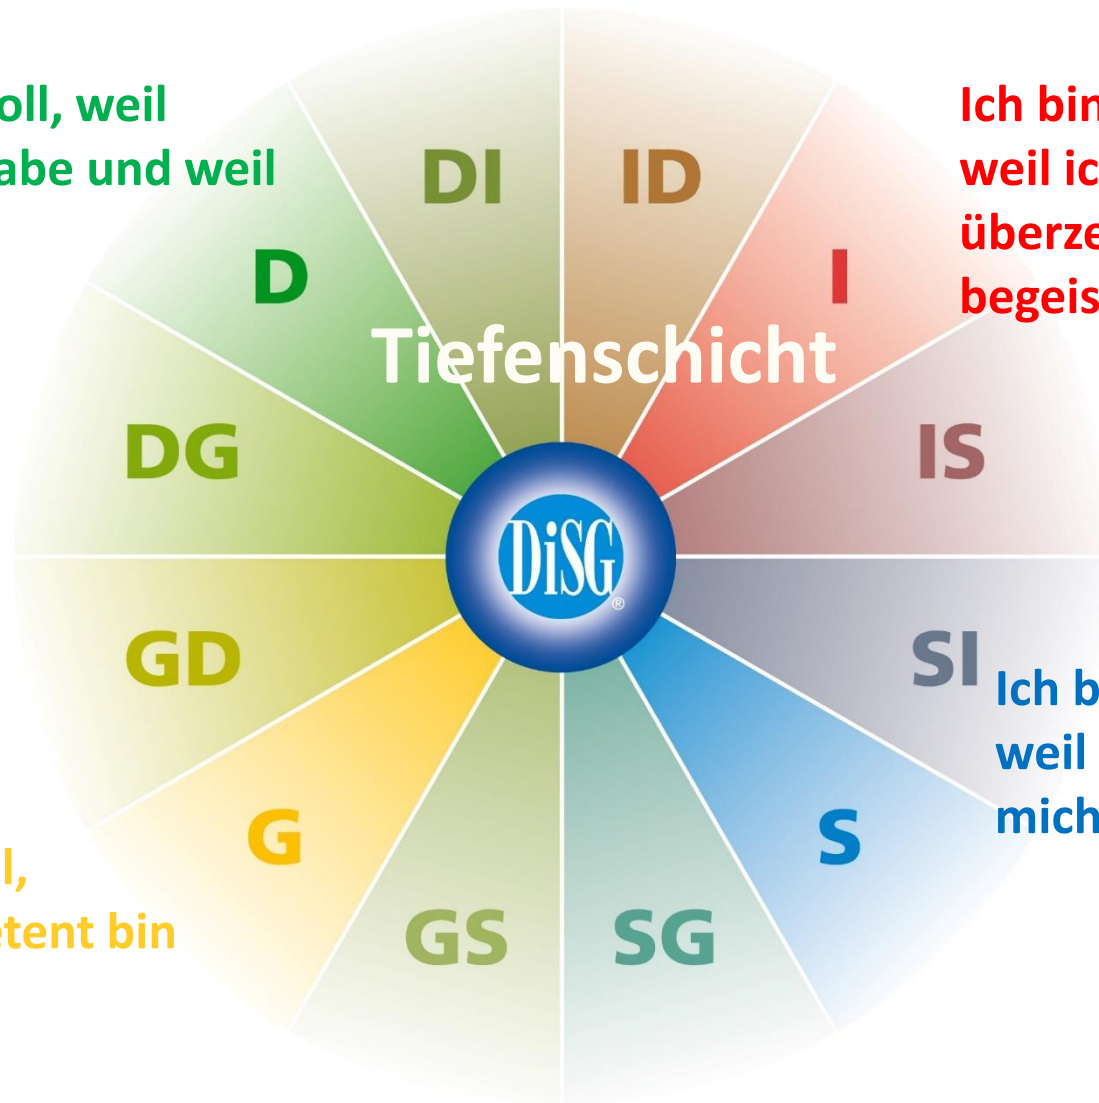 oll, weil
abe und weil
Ich bin
weil ic
überze
begeis
DI
ID
D
I
Tiefenschicht
DG
IS
DiSG
®
GD
SI
Ich b
weil
mich
G
S
l,
etent bin
GS
SG